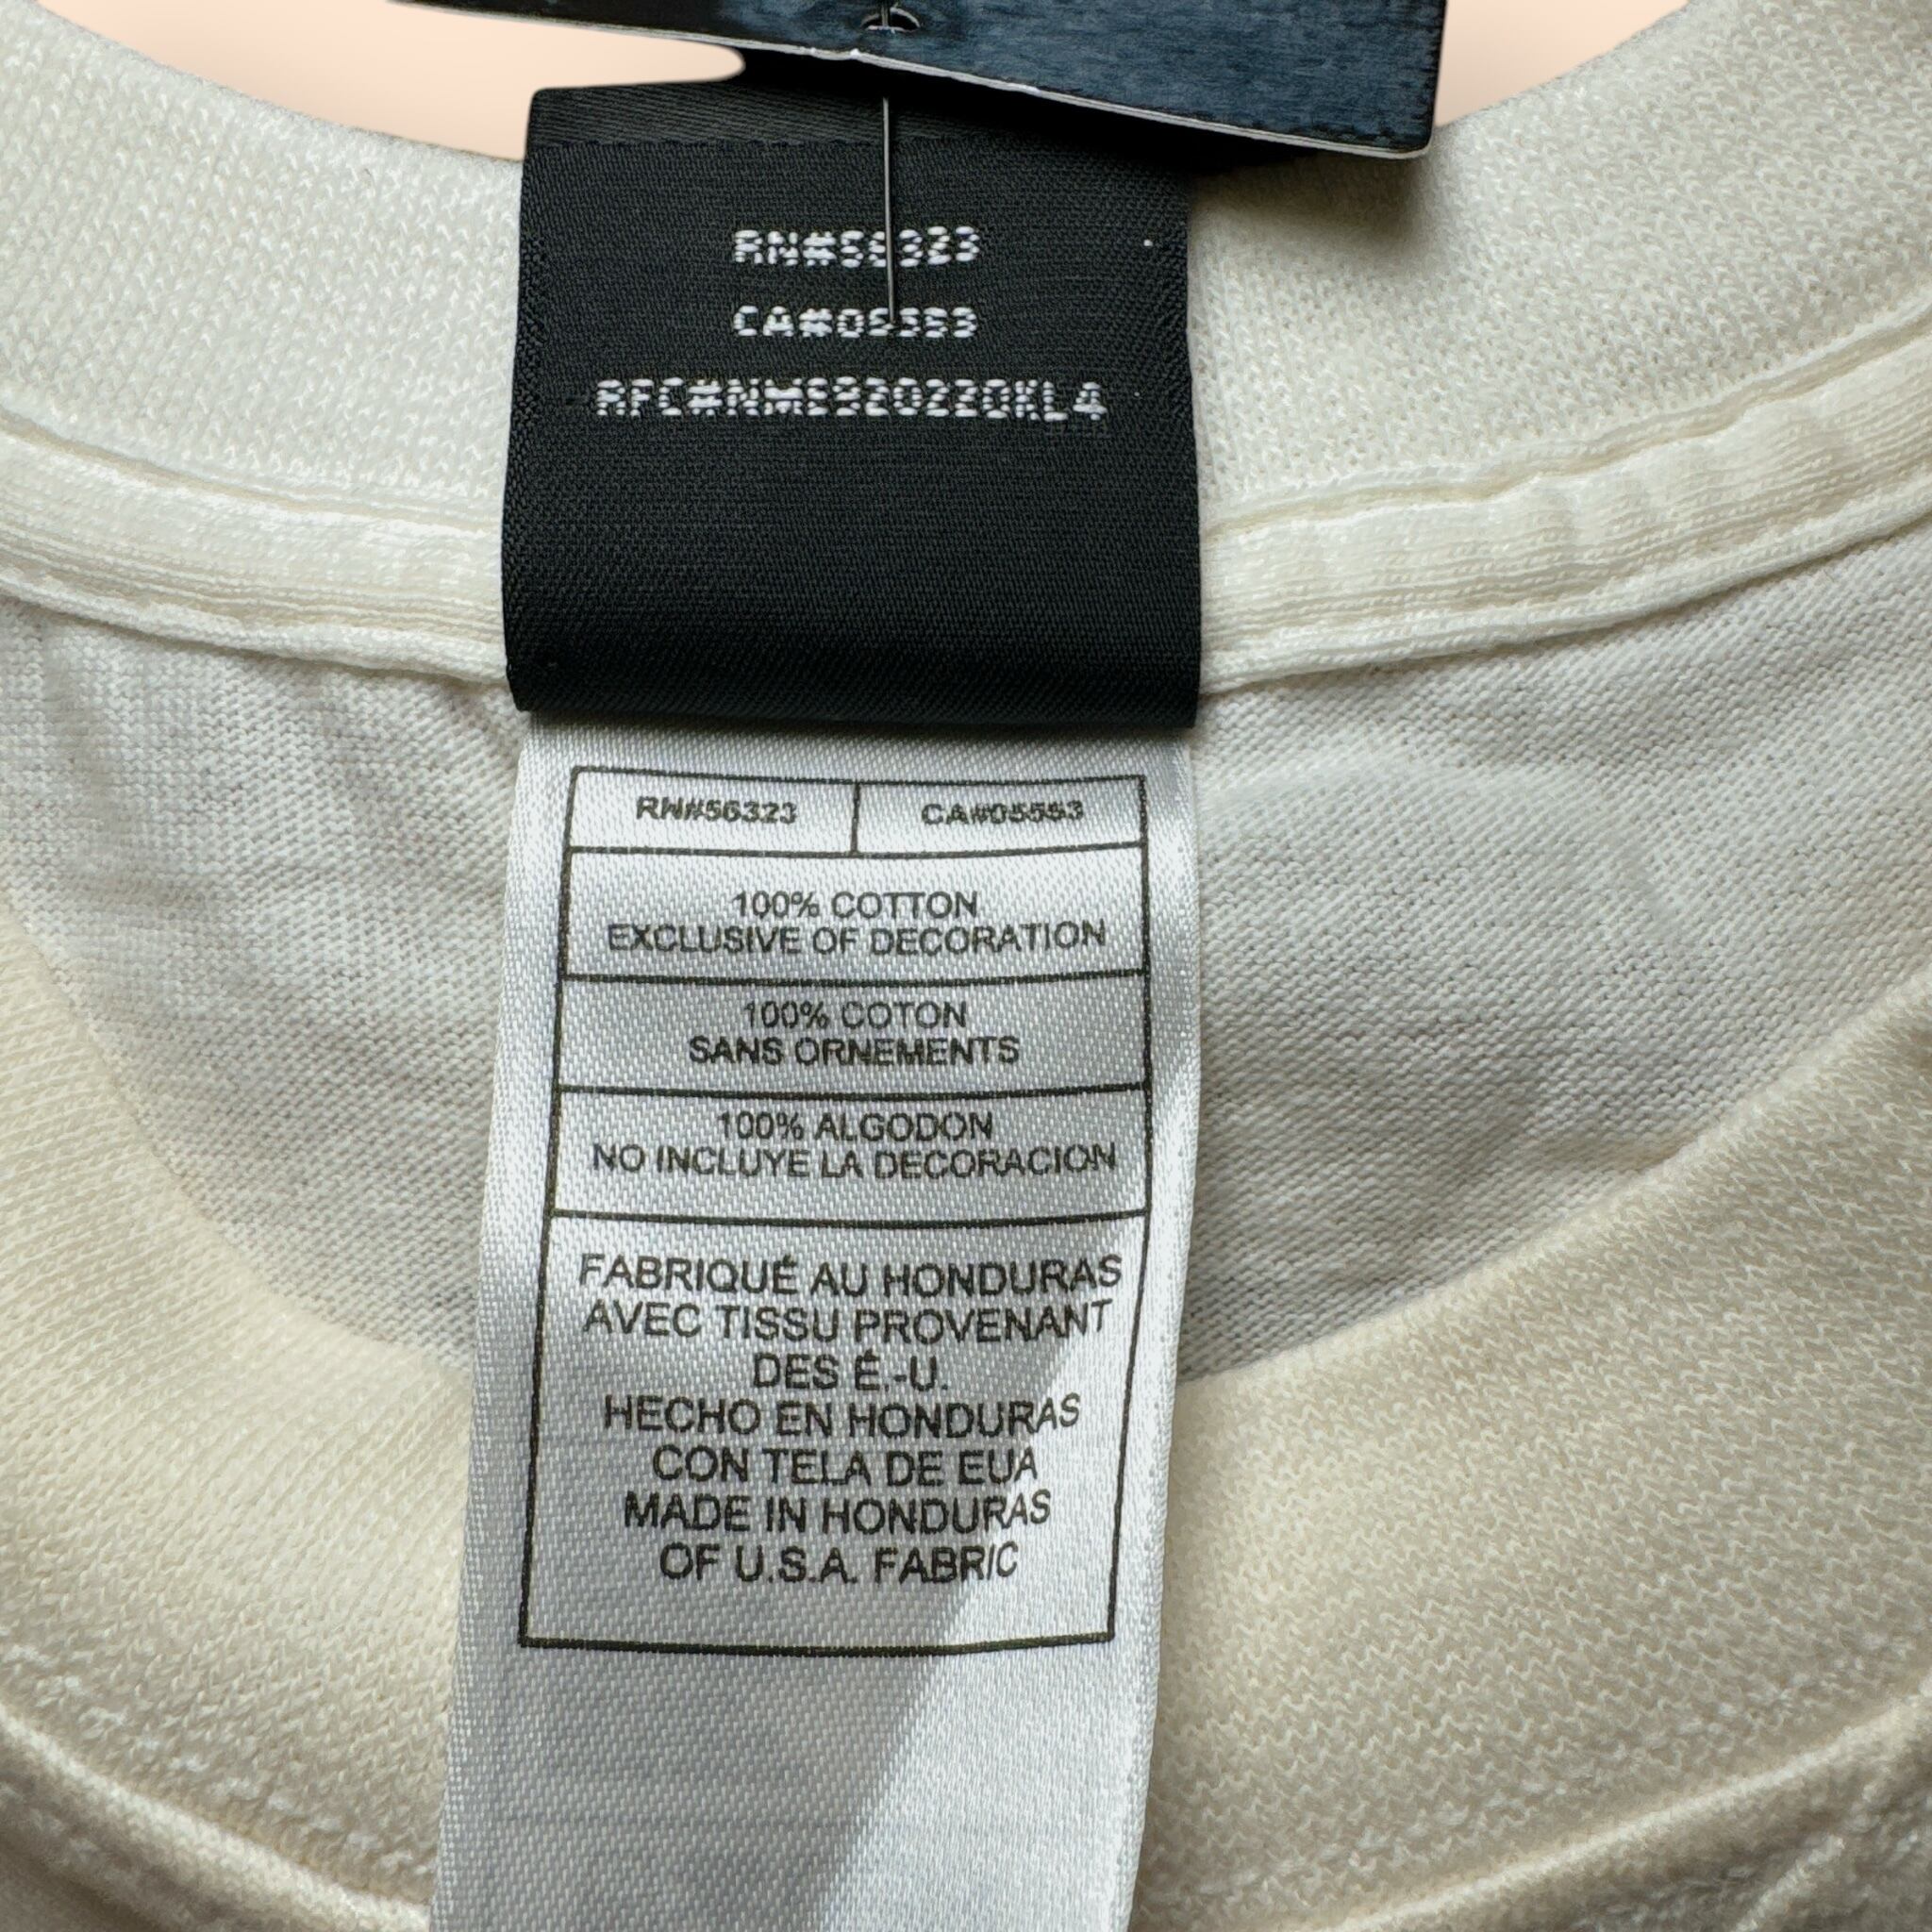 RN#56323
CA#05553
RFC#NME920220KL4
RN#56323 CA#05553
100% COTTON
EXCLUSIVE OF DECORATION
100% COTON
SANS ORNEMENTS
100% ALGODON
NO INCLUYE LA DECORACION
FABRIQUÉ AU HONDURAS
AVEC TISSU PROVENANT
DES É.-U.
HECHO EN HONDURAS
CON TELA DE EUA
MADE IN HONDURAS
OF U.S.A. FABRIC